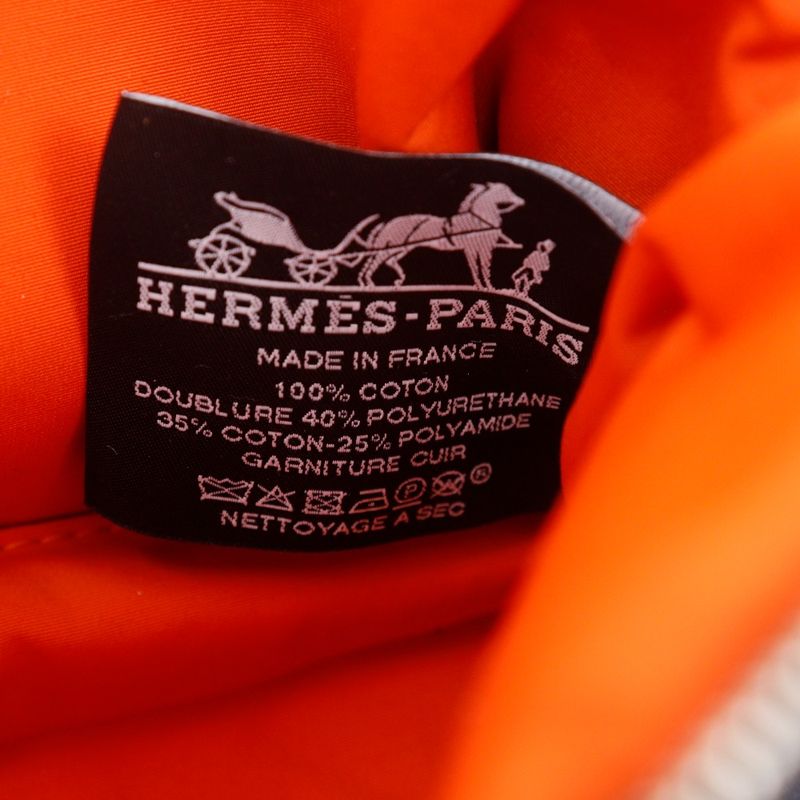 HERMÈS-PARIS
MADE IN FRANCE
100% COTON
DOUBLURE 40% POLYURETHANE
35% COTON-25% POLYAMIDE
GARNITURE CUIR
P ®
NETTOYAGE A SEC